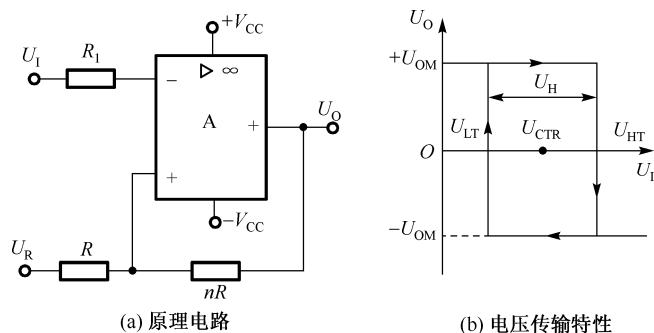 +V_CC
U_I
R_1
−
▷ ∞
A
+
U_O
+
−V_CC
U_R
R
nR
(a) 原理电路
U_O
+U_OM
U_H
U_LT
U_CTR
U_HT
O
U_I
−U_OM
(b) 电压传输特性